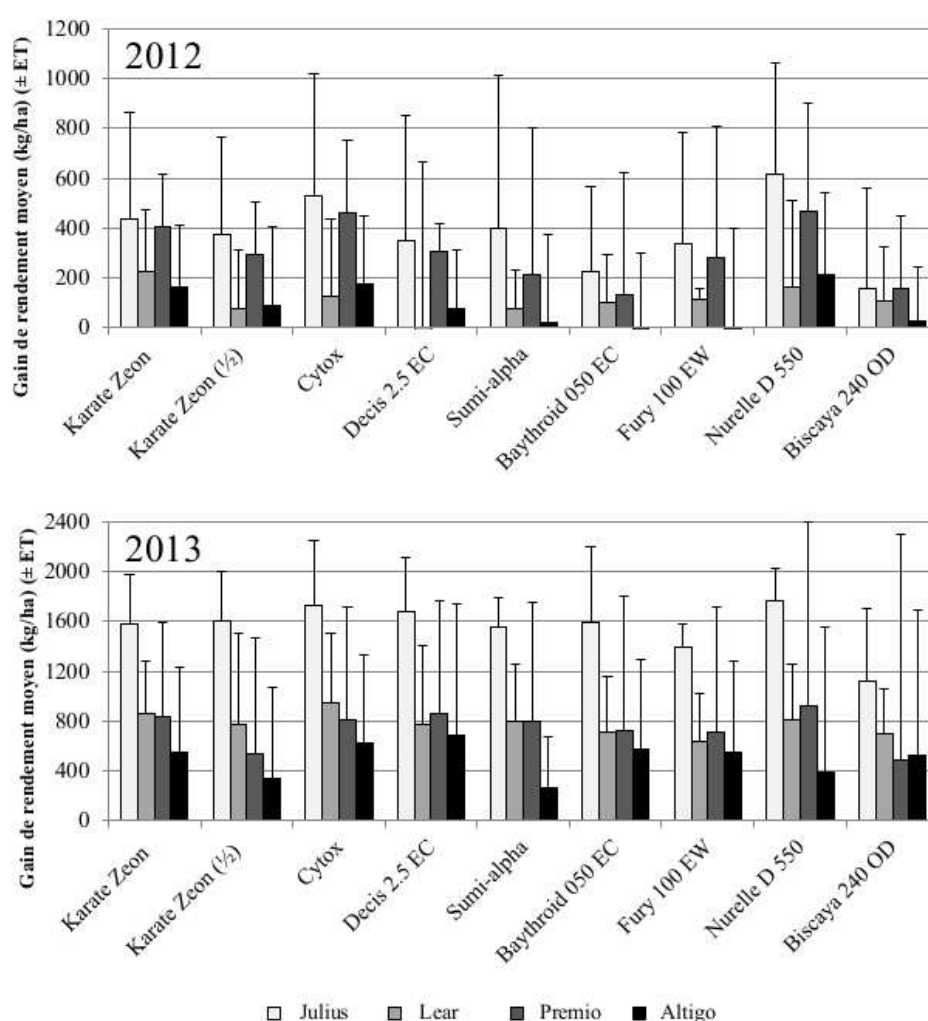 Gain de rendement moyen (kg/ha) (± ET)
2012
1200
1000
800
600
400
200
0
Karate Zeon
Karate Zeon (½)
Cytox
Decis 2.5 EC
Sumi-alpha
Baythroid 050 EC
Fury 100 EW
Nurelle D 550
Biscaya 240 OD
Gain de rendement moyen (kg/ha) (± ET)
2013
2400
2000
1600
1200
800
400
0
Karate Zeon
Karate Zeon (½)
Cytox
Decis 2.5 EC
Sumi-alpha
Baythroid 050 EC
Fury 100 EW
Nurelle D 550
Biscaya 240 OD
Julius Lear Premio Altigo